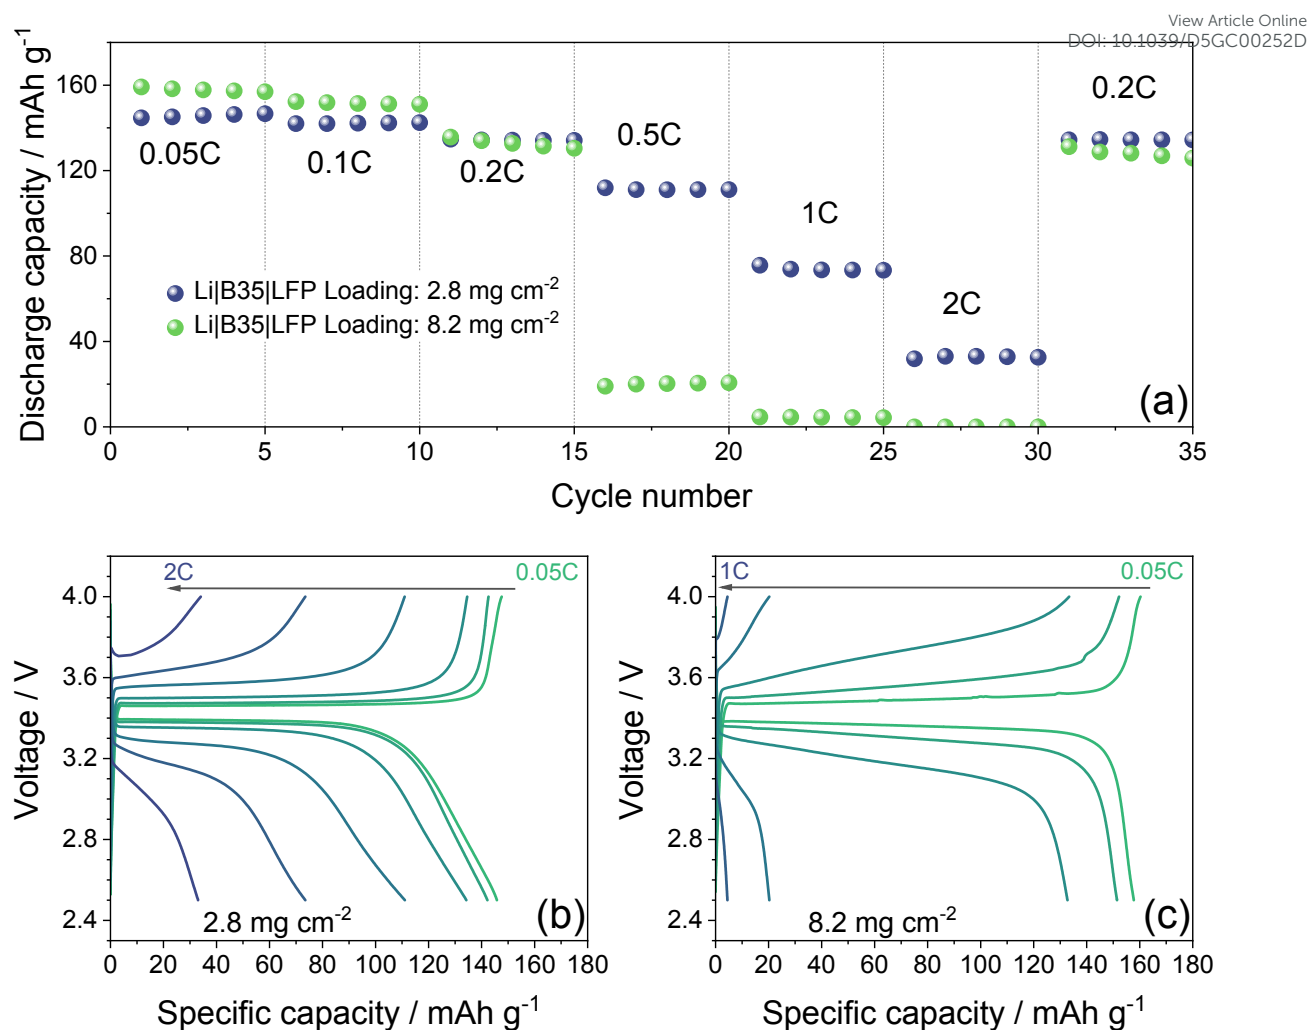 View Article Online
DOI: 10.1039/D5GC00252D
Discharge capacity / mAh g⁻¹
160
120
80
40
0
0.05C
0.1C
0.2C
0.5C
1C
2C
0.2C
Li|B35|LFP Loading: 2.8 mg cm⁻²
Li|B35|LFP Loading: 8.2 mg cm⁻²
(a)
0 5 10 15 20 25 30 35
Cycle number
Voltage / V
4.0
3.6
3.2
2.8
2.4
2C 0.05C
2.8 mg cm⁻²
(b)
0 20 40 60 80 100 120 140 160 180
Specific capacity / mAh g⁻¹
Voltage / V
4.0
3.6
3.2
2.8
2.4
1C 0.05C
8.2 mg cm⁻²
(c)
0 20 40 60 80 100 120 140 160 180
Specific capacity / mAh g⁻¹